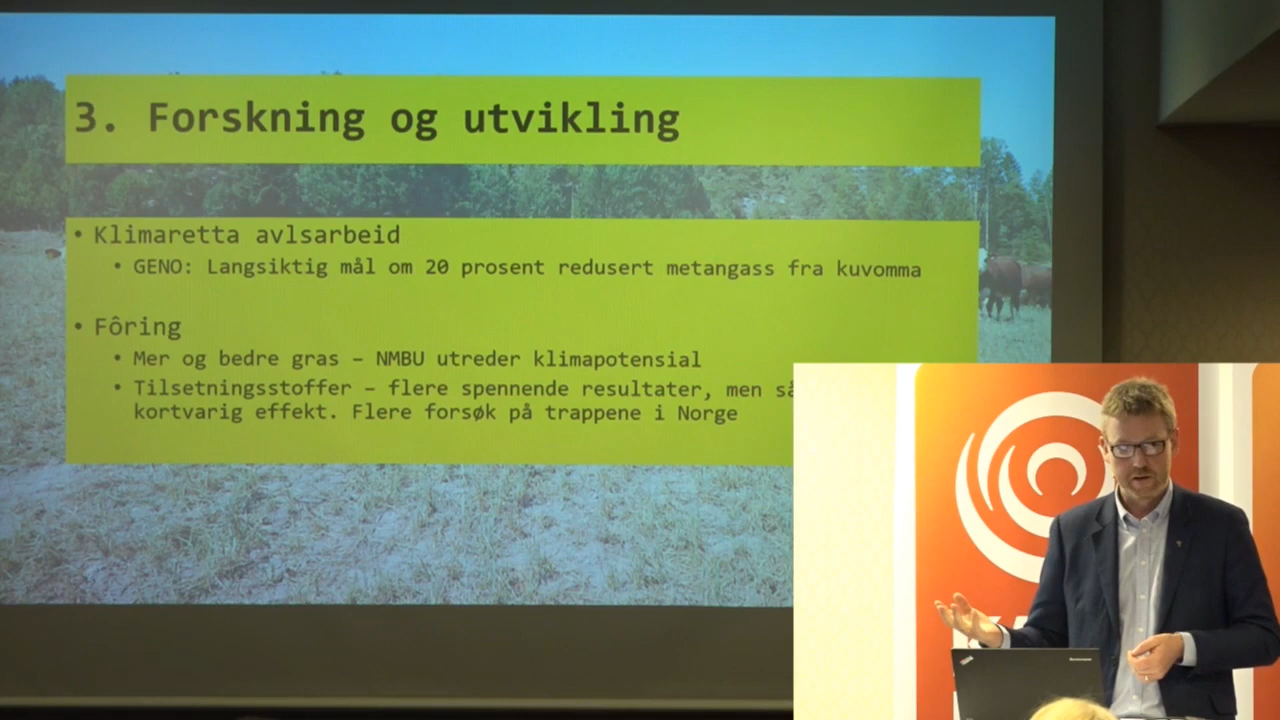 3. Forskning og utvikling
• Klimaretta avlsarbeid
• GENO: Langsiktig mål om 20 prosent redusert metangass fra kuvomma
• Fôring
• Mer og bedre gras – NMBU utreder klimapotensial
• Tilsetningsstoffer – flere spennende resultater, men så
kortvarig effekt. Flere forsøk på trappene i Norge